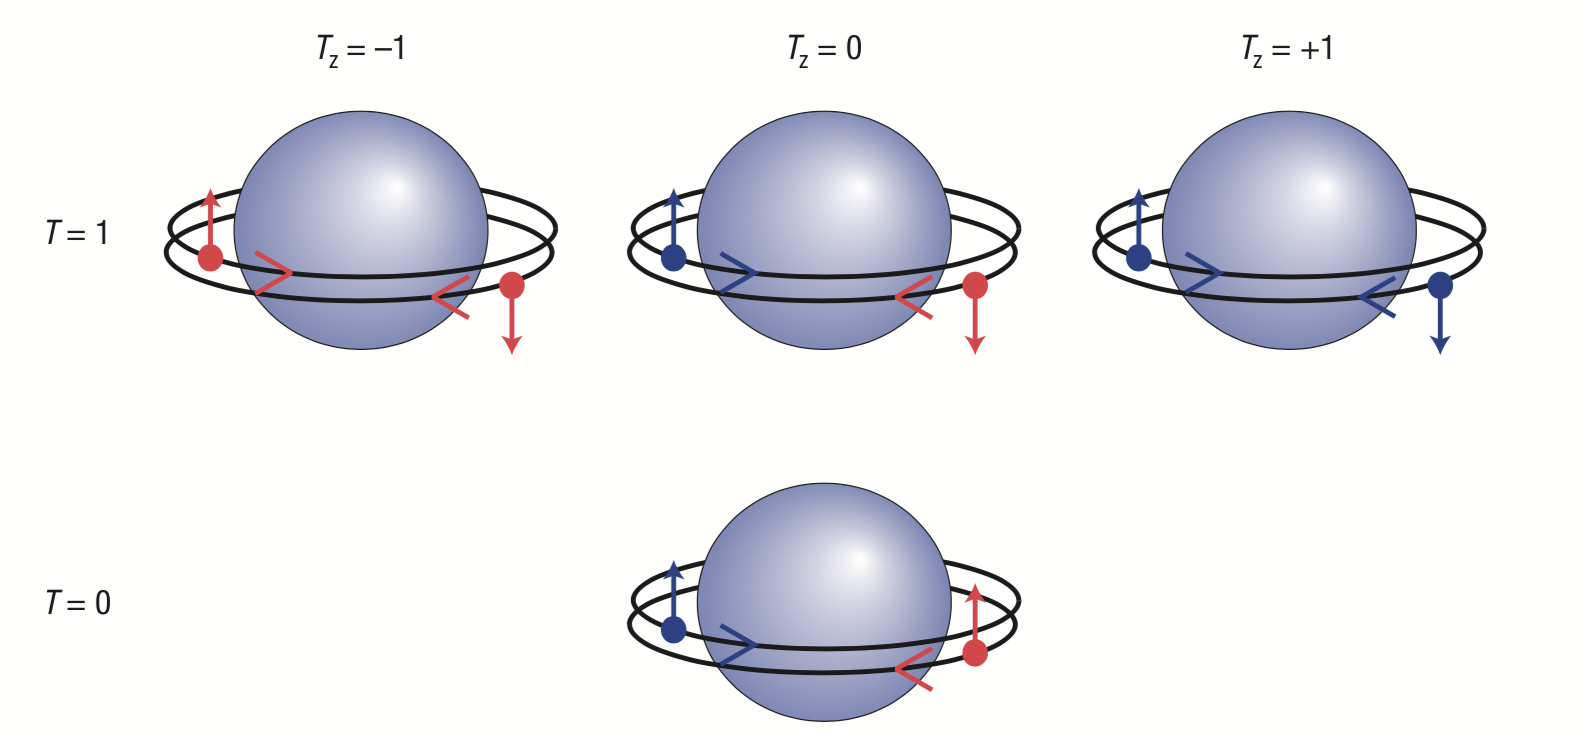 T_z = –1
T_z = 0
T_z = +1
T = 1
T = 0